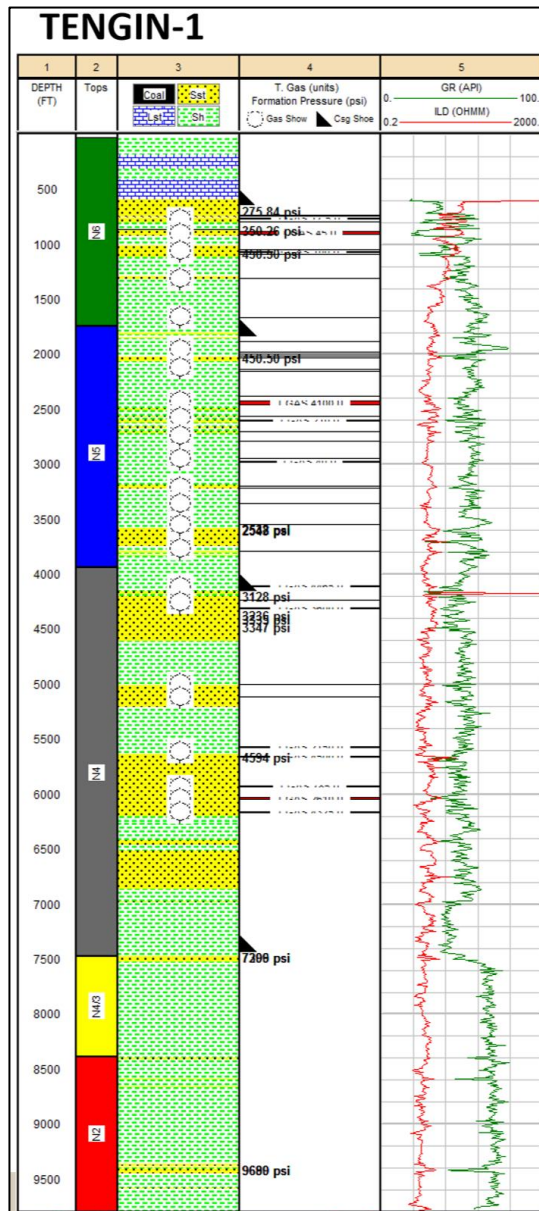 TENGIN-1
1 2 3 4 5
DEPTH (FT) Tops Coal Sst T. Gas (units) GR (API)
Lst Sh Formation Pressure (psi) 0. 100.
Gas Show Csg Shoe ILD (OHMM)
0.2 2000.
500
275.84 psi
N6
350.26 psi
1000
450.50 psi
1500
2000
450.50 psi
2500
T.GAS 4100.0
N5
3000
3500
2548 psi
4000
3128 psi
4500
3347 psi
5000
5500
4594 psi
N4
6000
6500
7000
7500
psi
8000
N4/3
8500
9000
N2
9500
psi